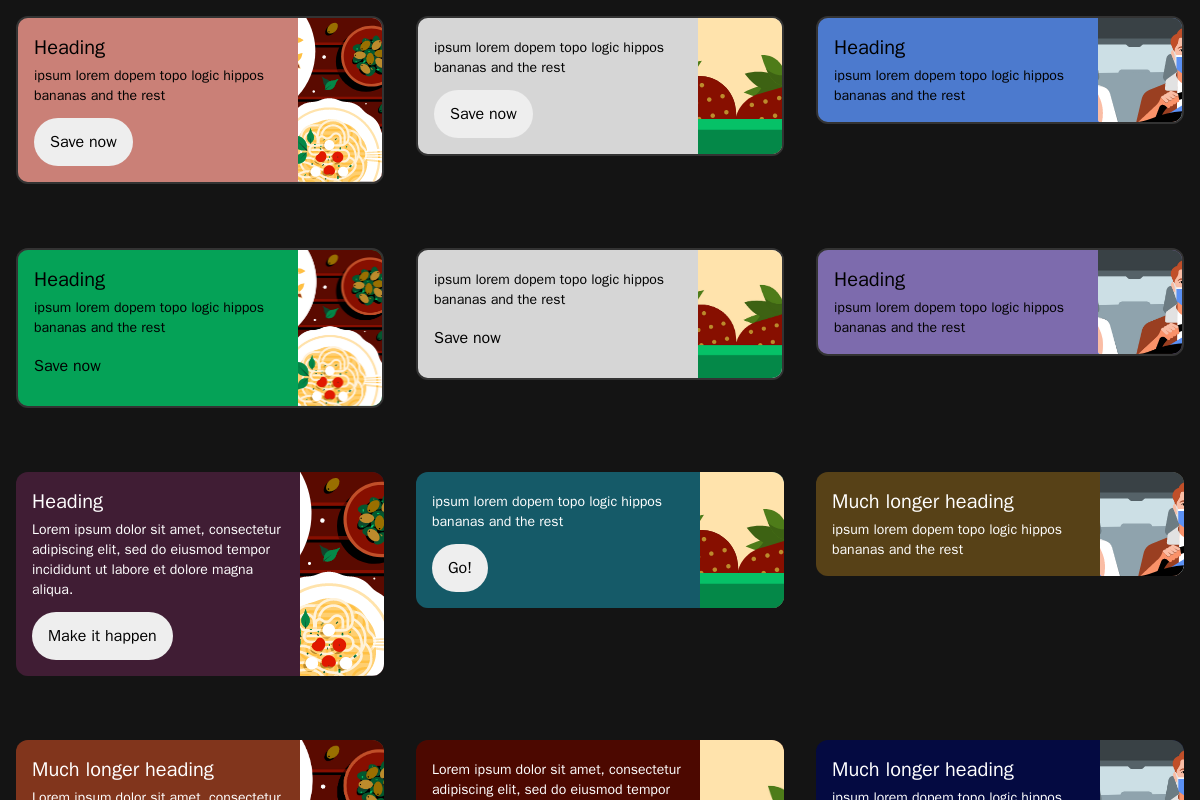 Heading
ipsum lorem dopem topo logic hippos
bananas and the rest
Save now
ipsum lorem dopem topo logic hippos
bananas and the rest
Save now
Heading
ipsum lorem dopem topo logic hippos
bananas and the rest
Heading
ipsum lorem dopem topo logic hippos
bananas and the rest
Save now
ipsum lorem dopem topo logic hippos
bananas and the rest
Save now
Heading
ipsum lorem dopem topo logic hippos
bananas and the rest
Heading
Lorem ipsum dolor sit amet, consectetur
adipiscing elit, sed do eiusmod tempor
incididunt ut labore et dolore magna
aliqua.
Make it happen
ipsum lorem dopem topo logic hippos
bananas and the rest
Go!
Much longer heading
ipsum lorem dopem topo logic hippos
bananas and the rest
Much longer heading
Lorem ipsum dolor sit amet, consectetur
Lorem ipsum dolor sit amet, consectetur
adipiscing elit, sed do eiusmod tempor
Much longer heading
ipsum lorem dopem topo logic hippos